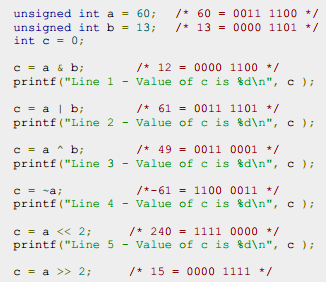 unsigned int a = 60;   /* 60 = 0011 1100 */
unsigned int b = 13;   /* 13 = 0000 1101 */
int c = 0;
c = a & b;       /* 12 = 0000 1100 */
printf("Line 1 - Value of c is %d\n", c );
c = a | b;       /* 61 = 0011 1101 */
printf("Line 2 - Value of c is %d\n", c );
c = a ^ b;       /* 49 = 0011 0001 */
printf("Line 3 - Value of c is %d\n", c );
c = ~a;          /*-61 = 1100 0011 */
printf("Line 4 - Value of c is %d\n", c );
c = a << 2;     /* 240 = 1111 0000 */
printf("Line 5 - Value of c is %d\n", c );
c = a >> 2;     /* 15 = 0000 1111 */